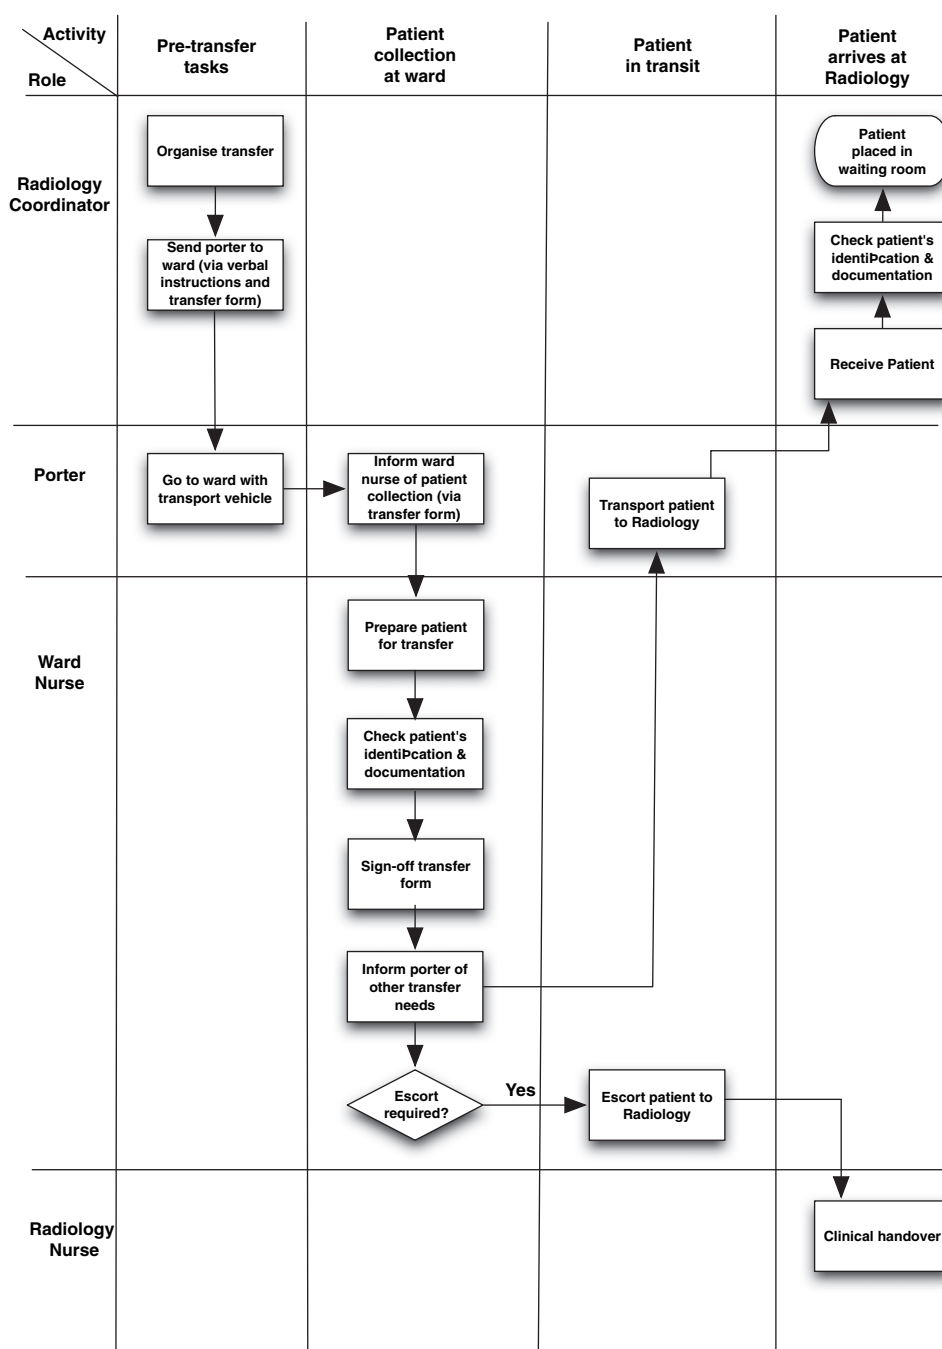 Activity
Role
Pre-transfer
tasks
Patient
collection
at ward
Patient
in transit
Patient
arrives at
Radiology
Radiology
Coordinator
Organise transfer
Send porter to
ward (via verbal
instructions and
transfer form)
Patient
placed in
waiting room
Check patient's
identiÞcation &
documentation
Receive Patient
Porter
Go to ward with
transport vehicle
Inform ward
nurse of patient
collection (via
transfer form)
Transport patient
to Radiology
Ward
Nurse
Prepare patient
for transfer
Check patient's
identiÞcation &
documentation
Sign-off transfer
form
Inform porter of
other transfer
needs
Escort
required?
Yes
Escort patient to
Radiology
Radiology
Nurse
Clinical handover